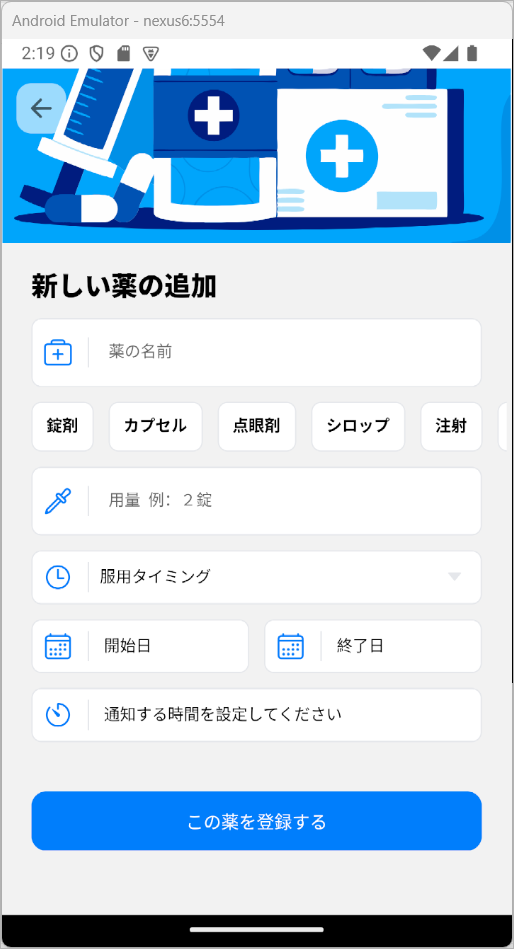 Android Emulator - nexus6:5554
2:19
新しい薬の追加
薬の名前
錠剤 カプセル 点眼剤 シロップ 注射
用量 例：２錠
服用タイミング
開始日 終了日
通知する時間を設定してください
この薬を登録する